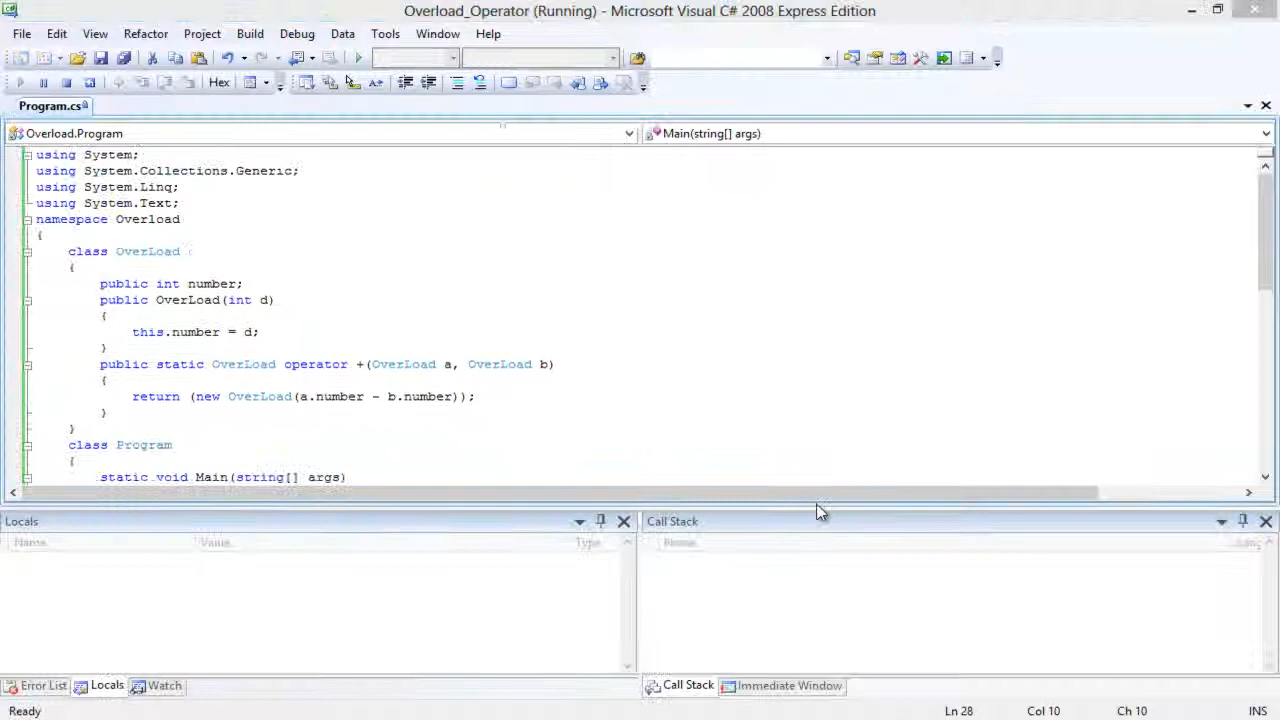 Overload_Operator (Running) - Microsoft Visual C# 2008 Express Edition
File Edit View Refactor Project Build Debug Data Tools Window Help
Hex
Program.cs
Overload.Program Main(string[] args)
using System;
using System.Collections.Generic;
using System.Linq;
using System.Text;
namespace Overload
{
class OverLoad
{
public int number;
public OverLoad(int d)
{
this.number = d;
}
public static OverLoad operator +(OverLoad a, OverLoad b)
{
return (new OverLoad(a.number - b.number));
}
}
class Program
{
static void Main(string[] args)
Locals Call Stack
Name Value Type Name
Error List Locals Watch Call Stack Immediate Window
Ready Ln 28 Col 10 Ch 10 INS